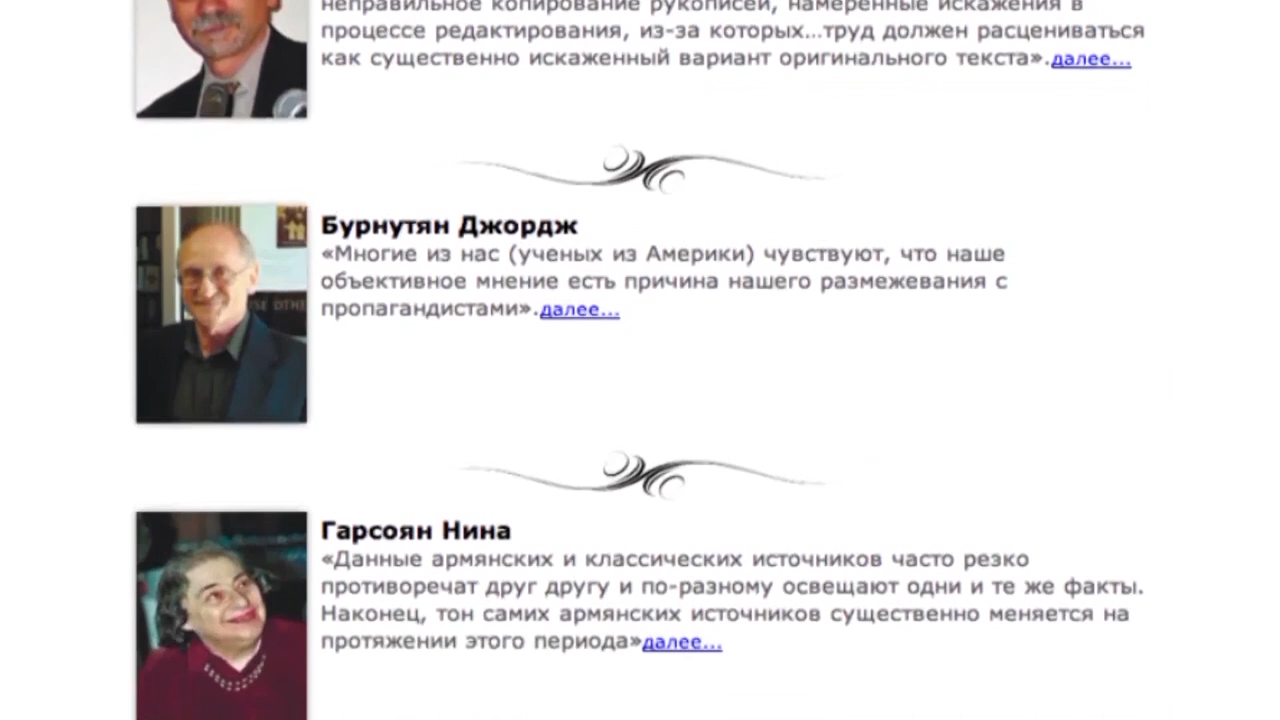 неправильное копирование рукописей, намеренные искажения в
процессе редактирования, из-за которых...труд должен расцениваться
как существенно искаженный вариант оригинального текста».далее...
Бурнутян Джордж
«Многие из нас (ученых из Америки) чувствуют, что наше
объективное мнение есть причина нашего размежевания с
пропагандистами».далее...
Гарсоян Нина
«Данные армянских и классических источников часто резко
противоречат друг другу и по-разному освещают одни и те же факты.
Наконец, тон самих армянских источников существенно меняется на
протяжении этого периода»далее...